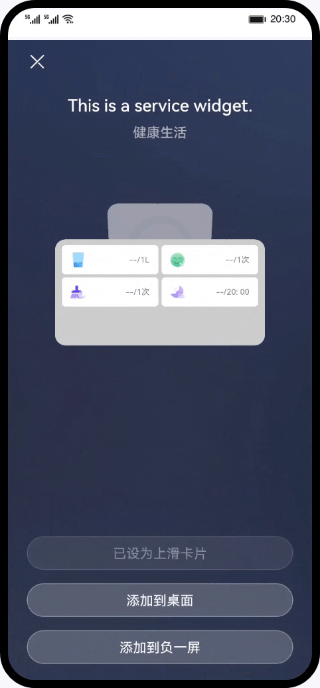 5G 5G 20:30
This is a service widget.
健康生活
--/1L
--/1次
--/1次
--/20: 00
已设为上滑卡片
添加到桌面
添加到负一屏